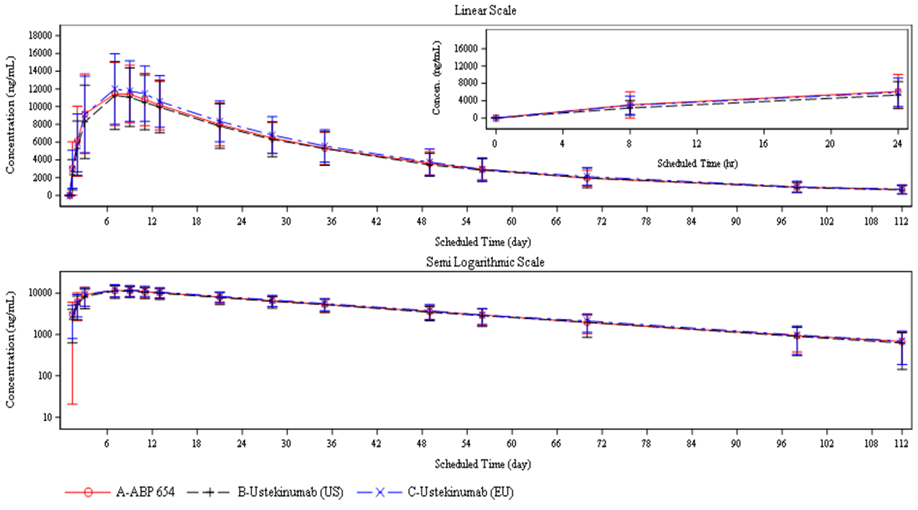 Linear Scale
Concentration (ng/mL)
18000
16000
14000
12000
10000
8000
6000
4000
2000
0
Concen. (ng/mL)
16000
12000
8000
4000
0
0 4 8 12 16 20 24
Scheduled Time (hr)
6 12 18 24 30 36 42 48 54 60 66 72 78 84 90 96 102 108 112
Scheduled Time (day)
Semi Logarithmic Scale
Concentration (ng/mL)
10000
1000
100
10
6 12 18 24 30 36 42 48 54 60 66 72 78 84 90 96 102 108 112
Scheduled Time (day)
A-ABP 654 B-Ustekinumab (US) C-Ustekinumab (EU)